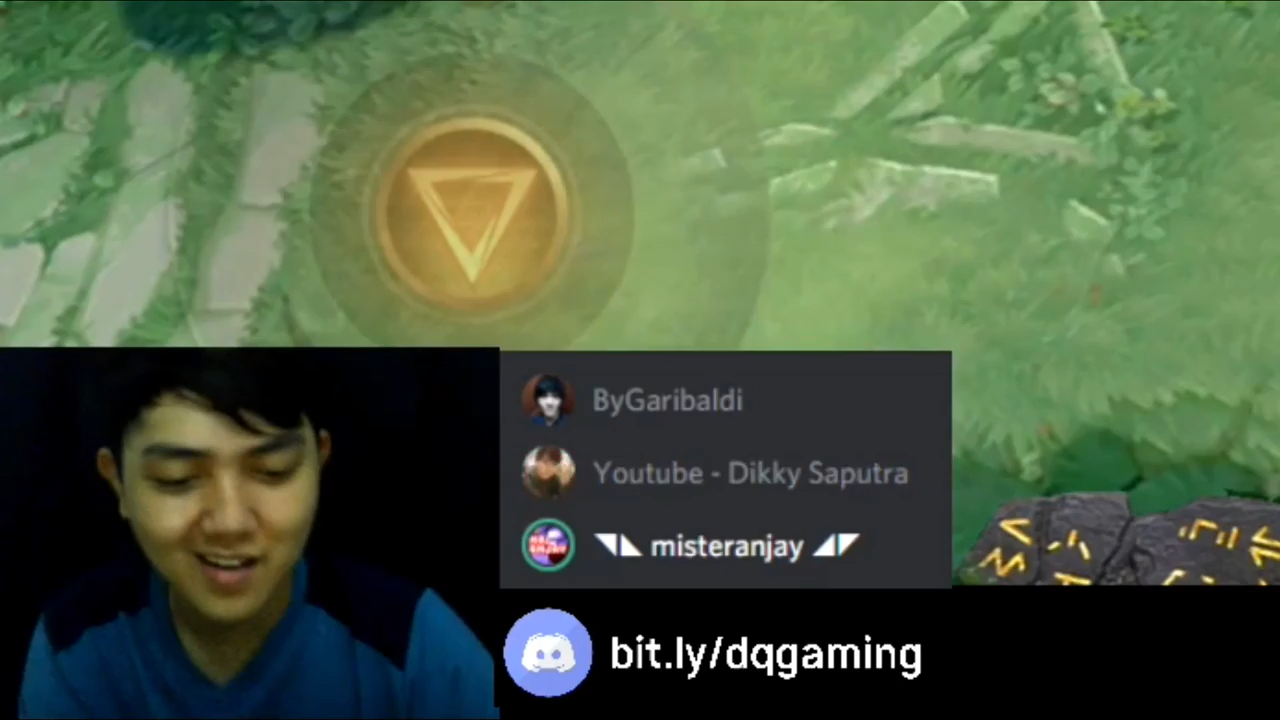 ByGaribaldi
Youtube - Dikky Saputra
◥◣ misteranjay ◢◤
bit.ly/dqgaming